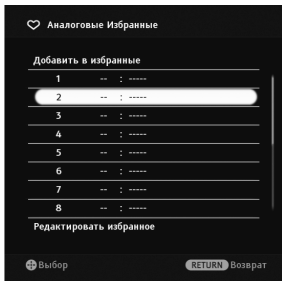 Аналоговые Избранные
Добавить в избранные
1 -- : -----
2 -- : -----
3 -- : -----
4 -- : -----
5 -- : -----
6 -- : -----
7 -- : -----
8 -- : -----
Редактировать избранное
Выбор RETURN Возврат